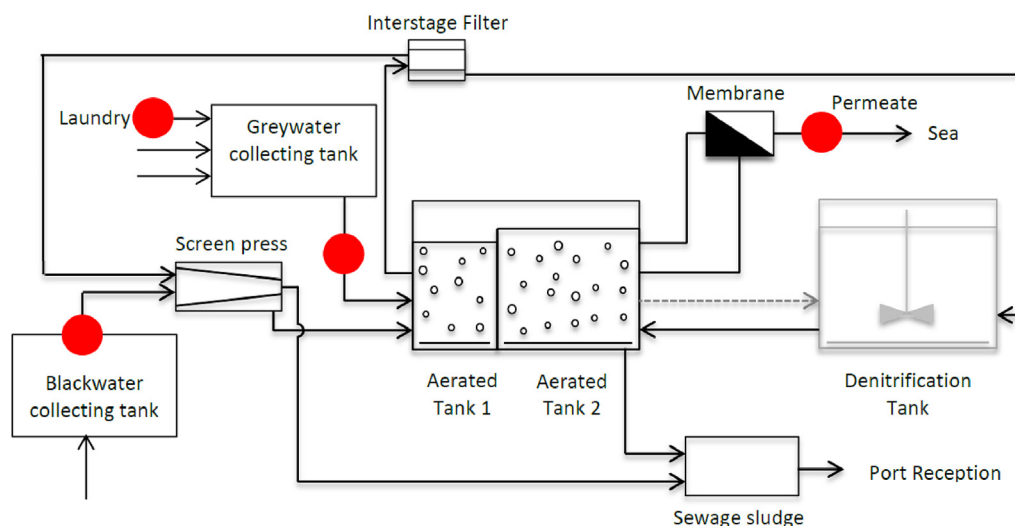 Interstage Filter
Laundry
Greywater
collecting tank
Membrane
Permeate
Sea
Screen press
Blackwater
collecting tank
Aerated
Tank 1
Aerated
Tank 2
Denitrification
Tank
Port Reception
Sewage sludge